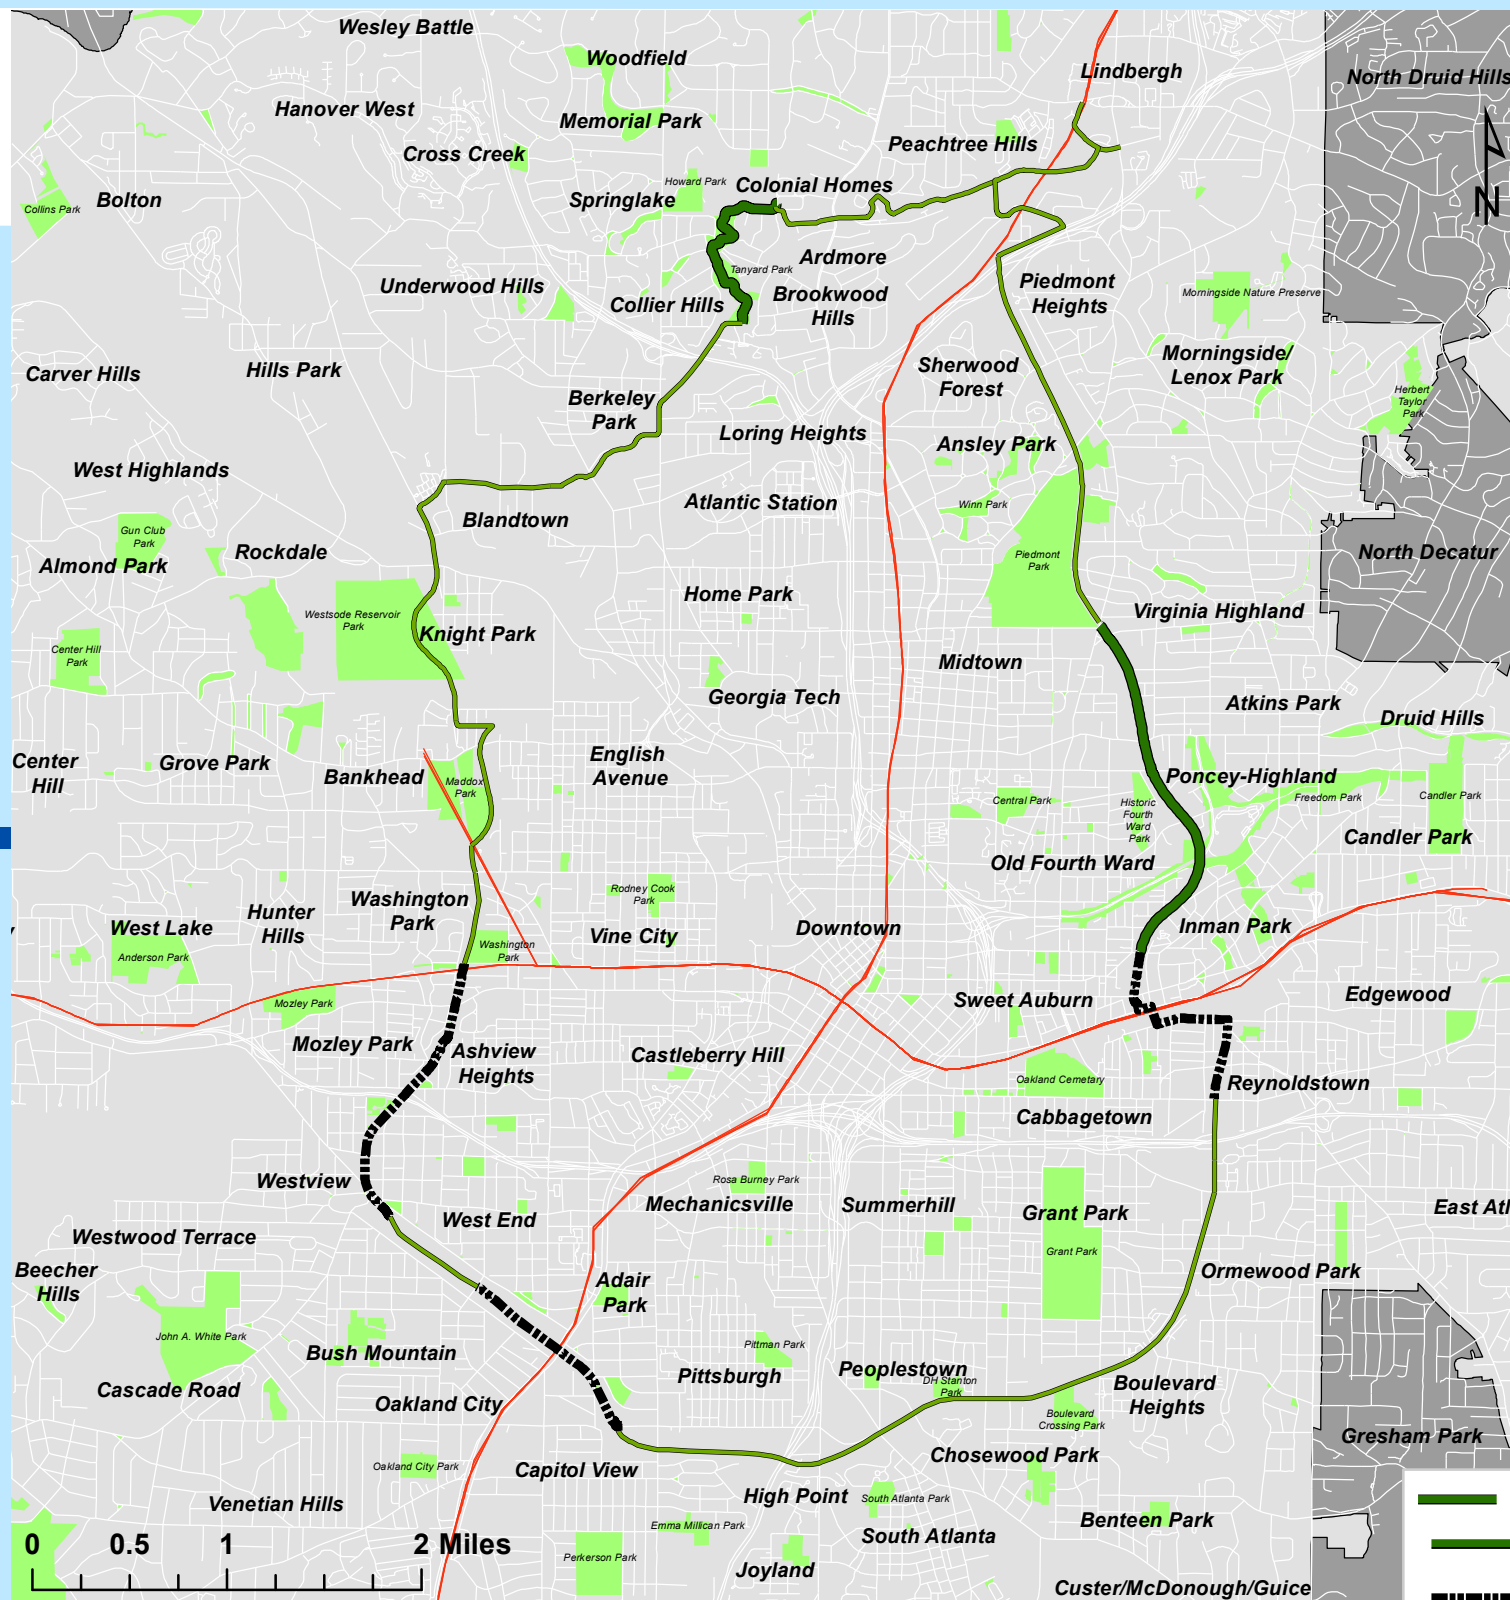 Wesley Battle
Woodfield
Lindbergh
North Druid Hills
Hanover West
Memorial Park
Peachtree Hills
Cross Creek
N
Howard Park
Colonial Homes
Springlake
Bolton
Collins Park
Ardmore
Tanyard Park
Underwood Hills
Collier Hills
Brookwood
Hills
Piedmont
Heights
Morningside Nature Preserve
Carver Hills
Hills Park
Sherwood
Forest
Morningside/
Lenox Park
Berkeley
Park
Herbert
Taylor
Park
Loring Heights
Ansley Park
West Highlands
Atlantic Station
Winn Park
Blandtown
Gun Club
Park
Almond Park
Rockdale
Piedmont
Park
North Decatur
Home Park
Westsode Reservoir
Park
Knight Park
Virginia Highland
Center Hill
Park
Midtown
Georgia Tech
Atkins Park
Druid Hills
Center
Hill
Grove Park
Bankhead
Maddox
Park
English
Avenue
Poncey-Highland
Central Park
Historic
Fourth
Ward
Park
Freedom Park
Candler Park
Candler Park
Old Fourth Ward
Rodney Cook
Park
Washington
Park
Hunter
Hills
West Lake
Anderson Park
Washington
Park
Vine City
Downtown
Inman Park
Mozley Park
Sweet Auburn
Edgewood
Mozley Park
Ashview
Heights
Castleberry Hill
Oakland Cemetary
Reynoldstown
Cabbagetown
Westview
Rosa Burney Park
Mechanicsville
Summerhill
Grant Park
East Atl
West End
Westwood Terrace
Grant Park
Beecher
Hills
Adair
Park
Ormewood Park
John A. White Park
Bush Mountain
Pittman Park
Pittsburgh
Peoplestown
DH Stanton
Park
Cascade Road
Oakland City
Boulevard
Heights
Boulevard
Crossing Park
Gresham Park
Oakland City Park
Capitol View
Chosewood Park
Venetian Hills
High Point
South Atlanta Park
Emma Millican Park
South Atlanta
Benteen Park
0 0.5 1 2 Miles
Perkerson Park
Joyland
Custer/McDonough/Guice